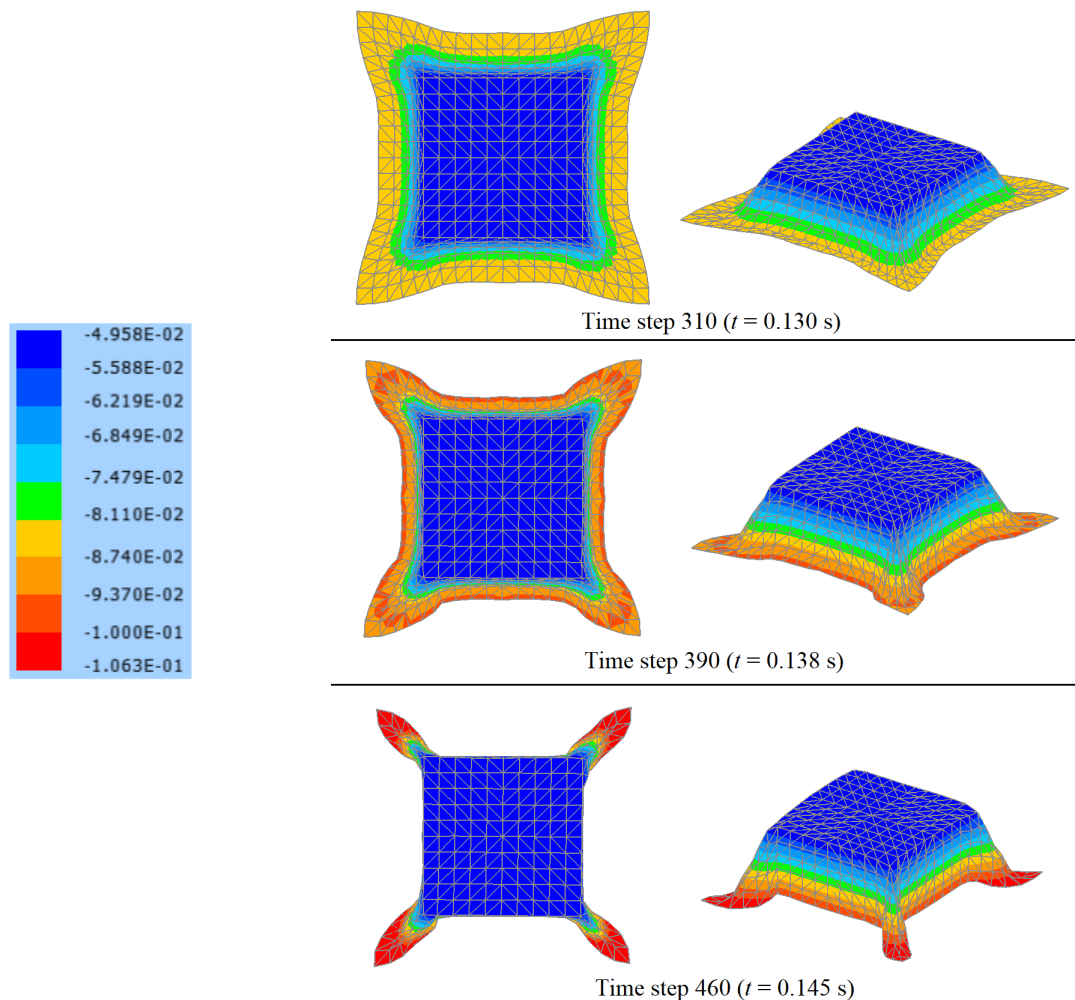 Time step 310 (t = 0.130 s)
-4.958E-02
-5.588E-02
-6.219E-02
-6.849E-02
-7.479E-02
-8.110E-02
-8.740E-02
-9.370E-02
-1.000E-01
-1.063E-01
Time step 390 (t = 0.138 s)
Time step 460 (t = 0.145 s)